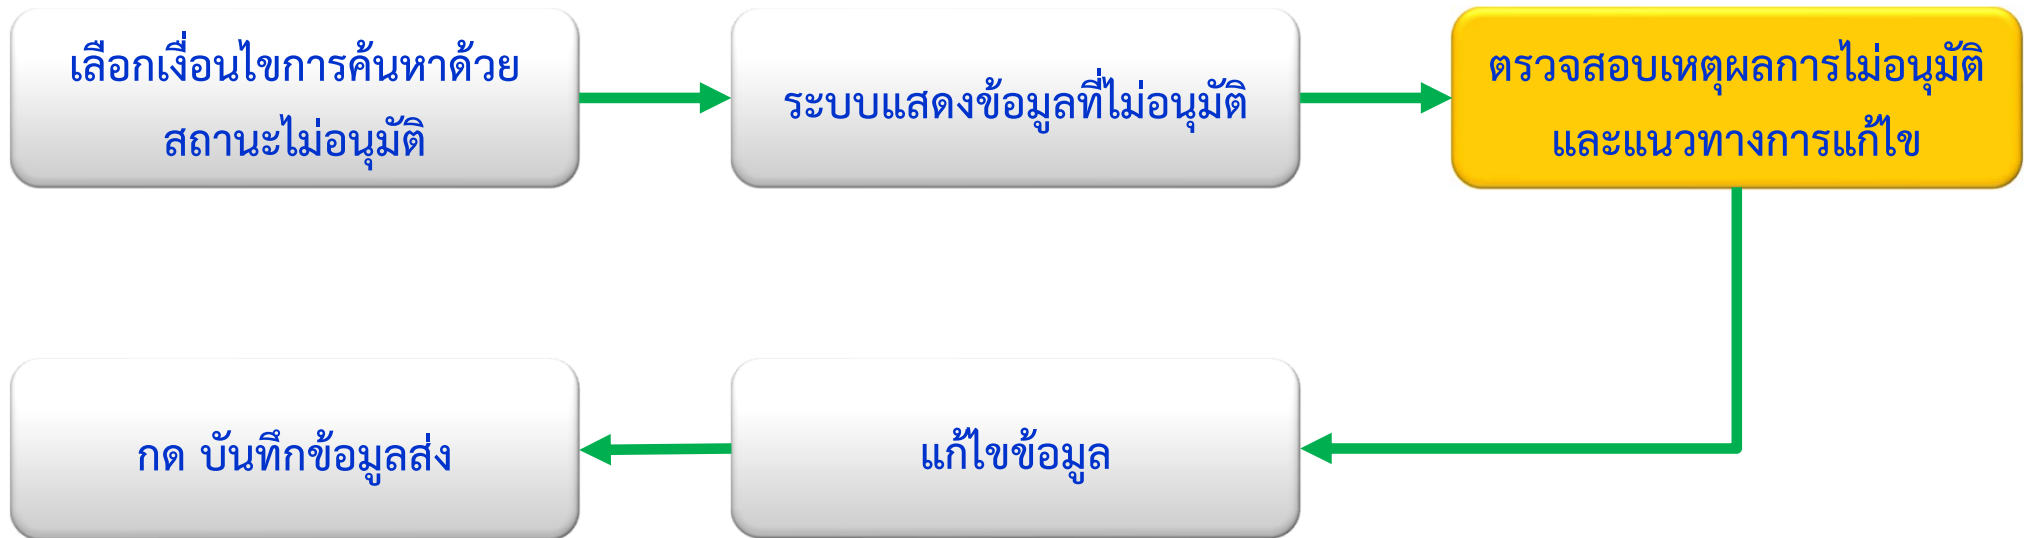 เลือกเงื่อนไขการค้นหาด้วย
สถานะไม่อนุมัติ
ระบบแสดงข้อมูลที่ไม่อนุมัติ
ตรวจสอบเหตุผลการไม่อนุมัติ
และแนวทางการแก้ไข
แก้ไขข้อมูล
กด บันทึกข้อมูลส่ง